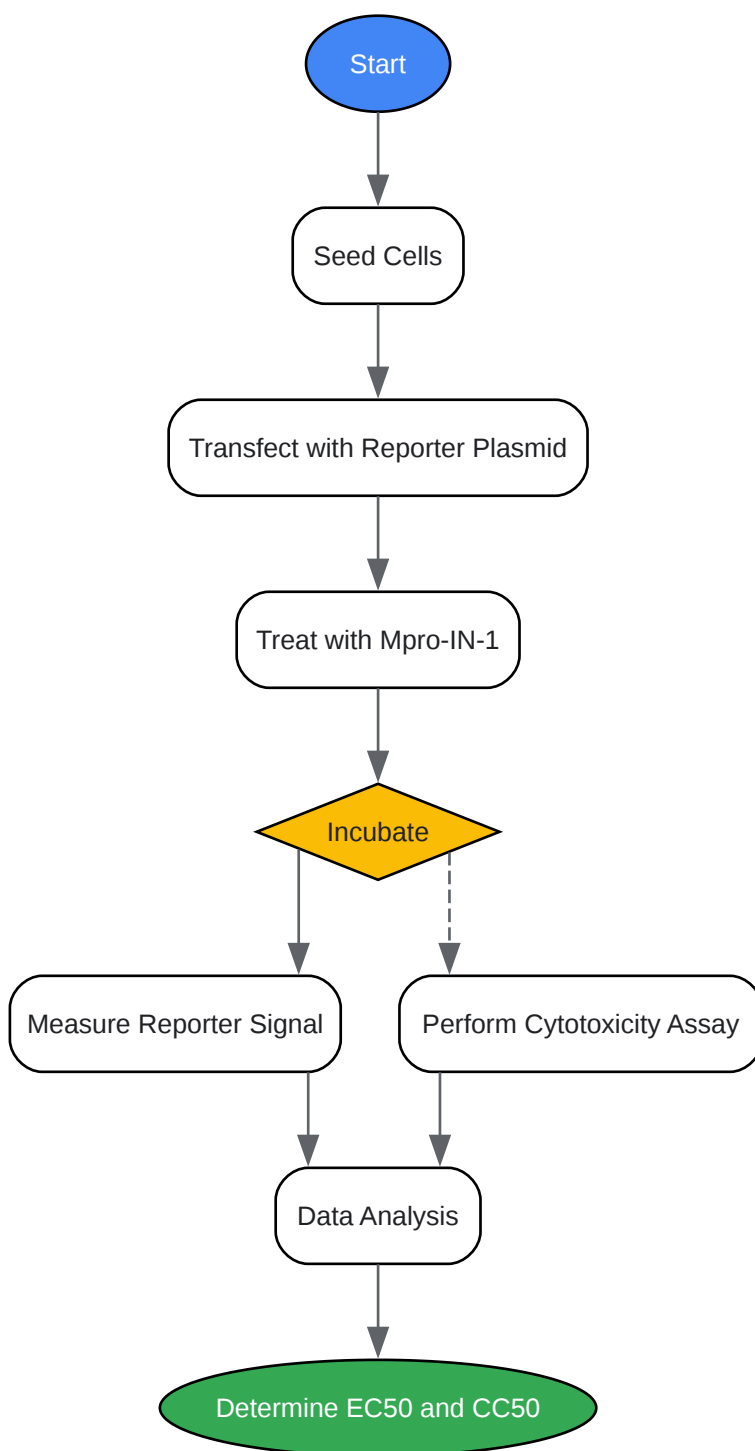 Start
Seed Cells
Transfect with Reporter Plasmid
Treat with Mpro-IN-1
Incubate
Measure Reporter Signal
Perform Cytotoxicity Assay
Data Analysis
Determine EC50 and CC50